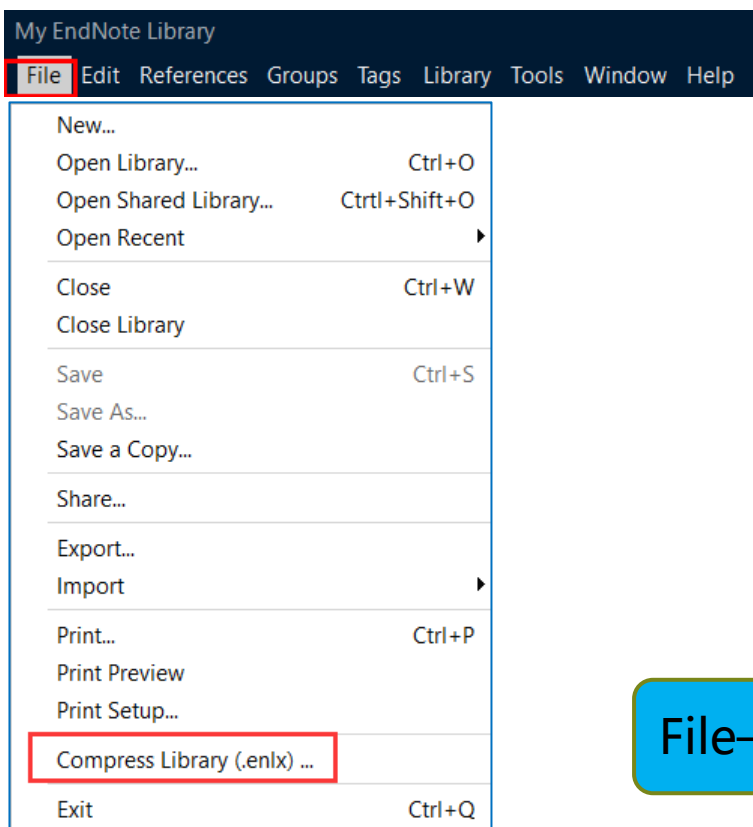 My EndNote Library
File Edit References Groups Tags Library Tools Window Help
New...
Open Library... Ctrl+O
Open Shared Library... Ctrtl+Shift+O
Open Recent
Close Ctrl+W
Close Library
Save Ctrl+S
Save As...
Save a Copy...
Share...
Export...
Import
Print... Ctrl+P
Print Preview
Print Setup...
Compress Library (.enlx) ...
File–
Exit Ctrl+Q